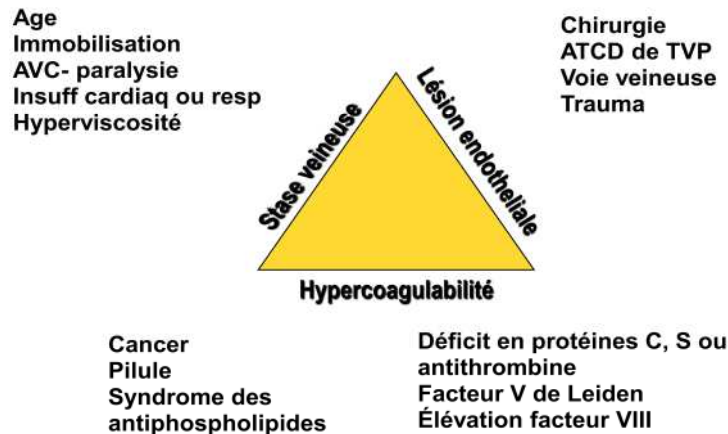 Age
Immobilisation
AVC- paralysie
Insuff cardiaq ou resp
Hyperviscosité
Chirurgie
ATCD de TVP
Voie veineuse
Trauma
Stase veineuse
Lésion endotheliale
Hypercoagulabilité
Cancer
Pilule
Syndrome des
antiphospholipides
Déficit en protéines C, S ou
antithrombine
Facteur V de Leiden
Élévation facteur VIII